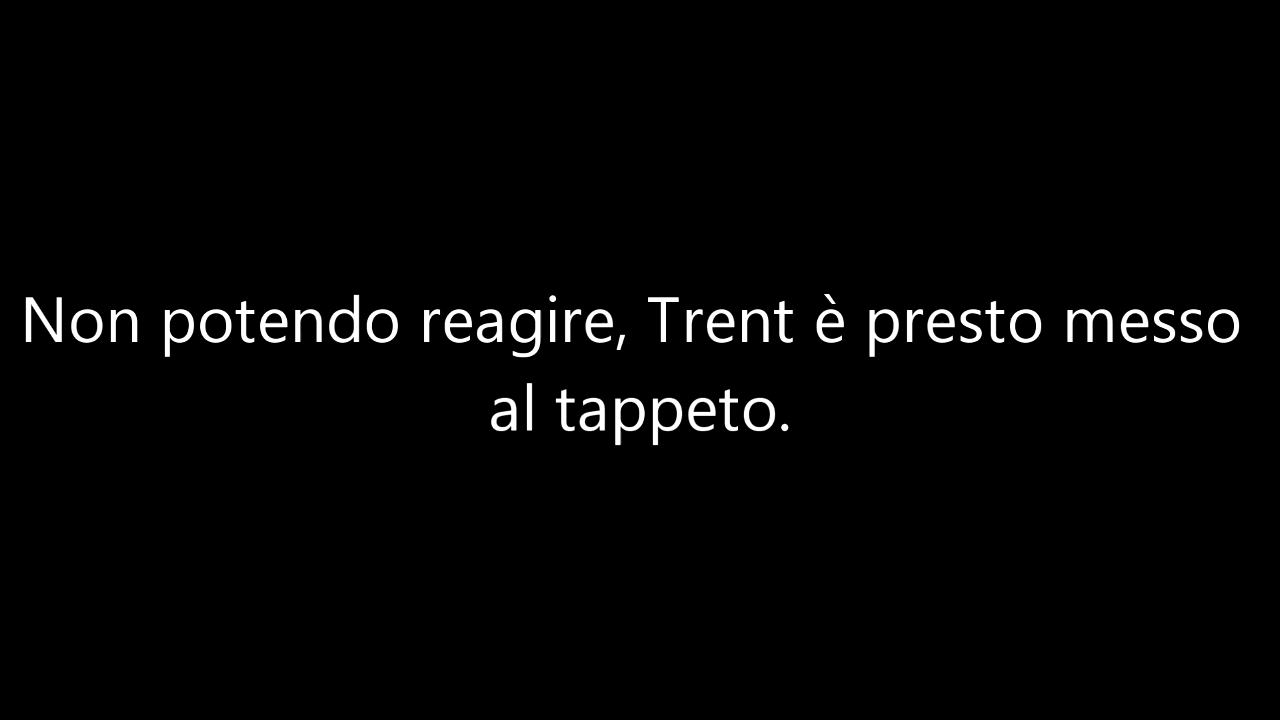 Non potendo reagire, Trent è presto messo
al tappeto.